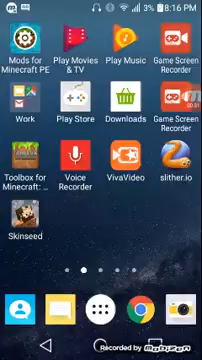 3% 8:16 PM
Mods for Minecraft PE
Play Movies & TV
Play Music
Game Screen Recorder
Work
Play Store
Downloads
Game Screen Recorder
Toolbox for Minecraft: ...
Voice Recorder
VivaVideo
slither.io
Skinseed
Recorded by Mobizen